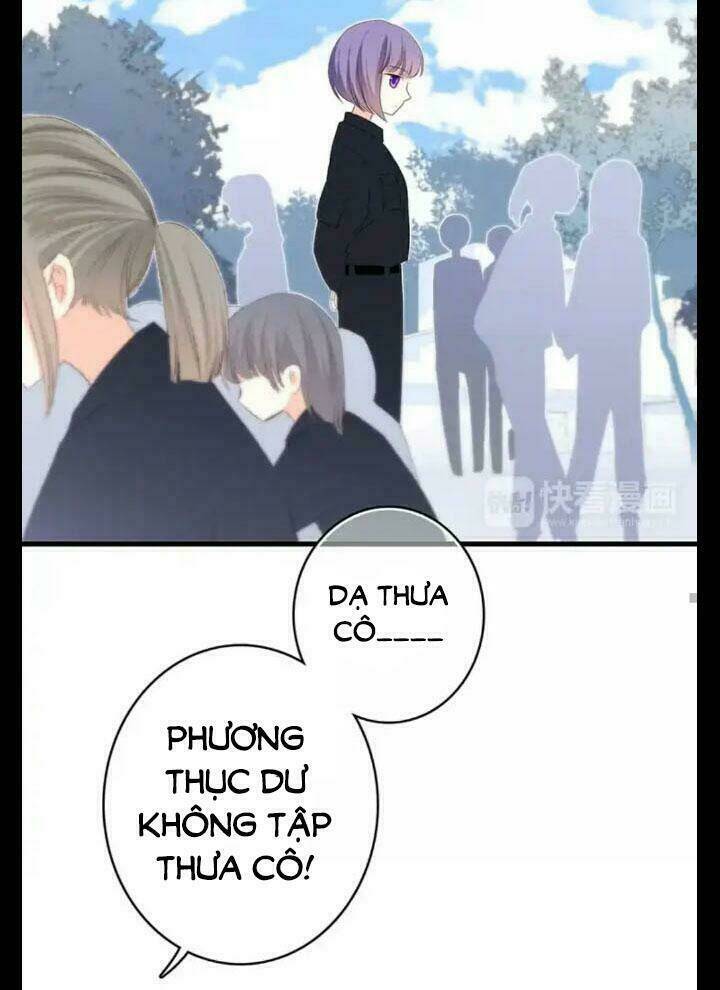 快看漫画
DẠ THƯA
CÔ____
PHƯƠNG
THỤC DƯ
KHÔNG TẬP
THƯA CÔ!